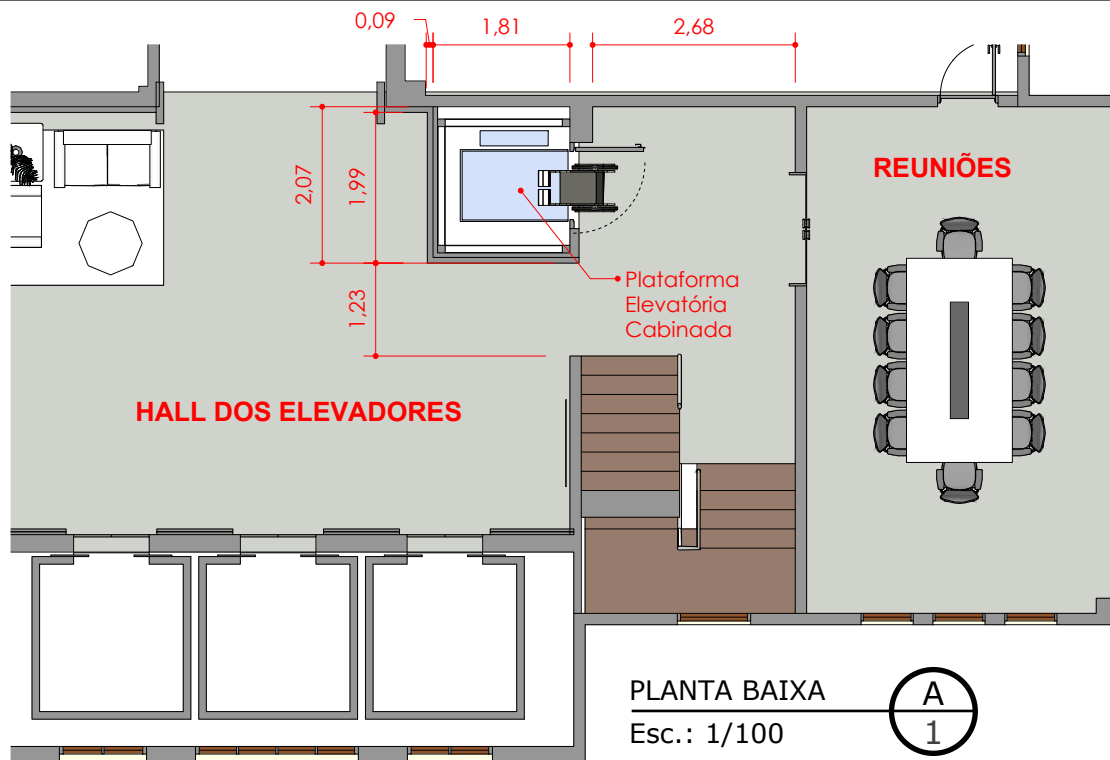 0,09
1,81
2,68
2,07
1,99
1,23
REUNIÕES
Plataforma
Elevatória
Cabinada
HALL DOS ELEVADORES
PLANTA BAIXA
Esc.: 1/100
A
1